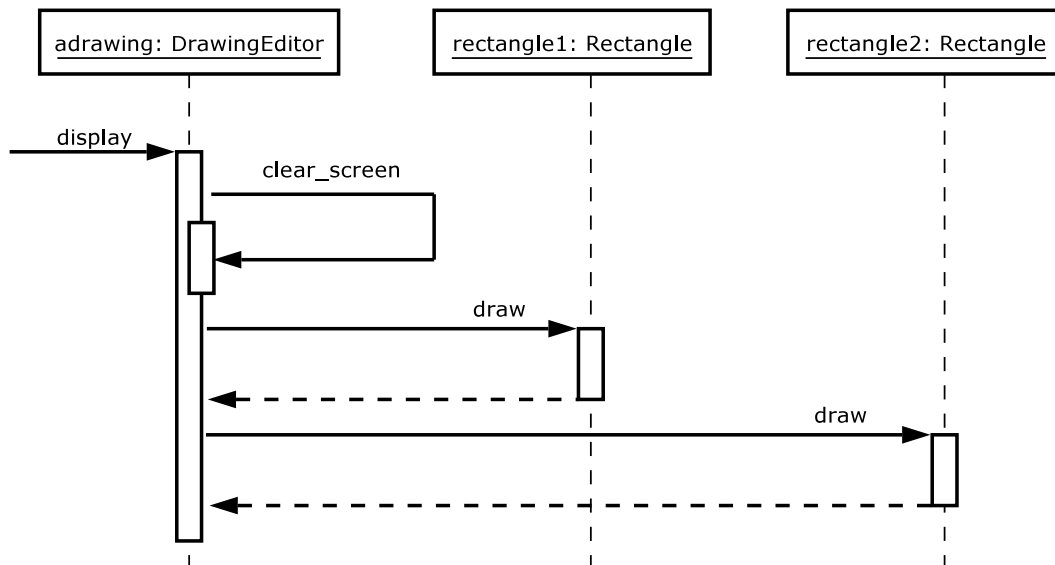 adrawing: DrawingEditor
rectangle1: Rectangle
rectangle2: Rectangle
display
clear_screen
draw
draw